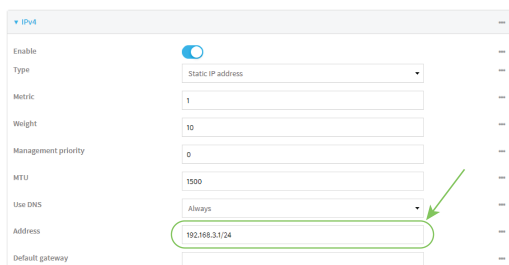 IPv4
Enable
Type Static IP address
Metric 1
Weight 10
Management priority 0
MTU 1500
Use DNS Always
Address 192.168.3.1/24
Default gateway